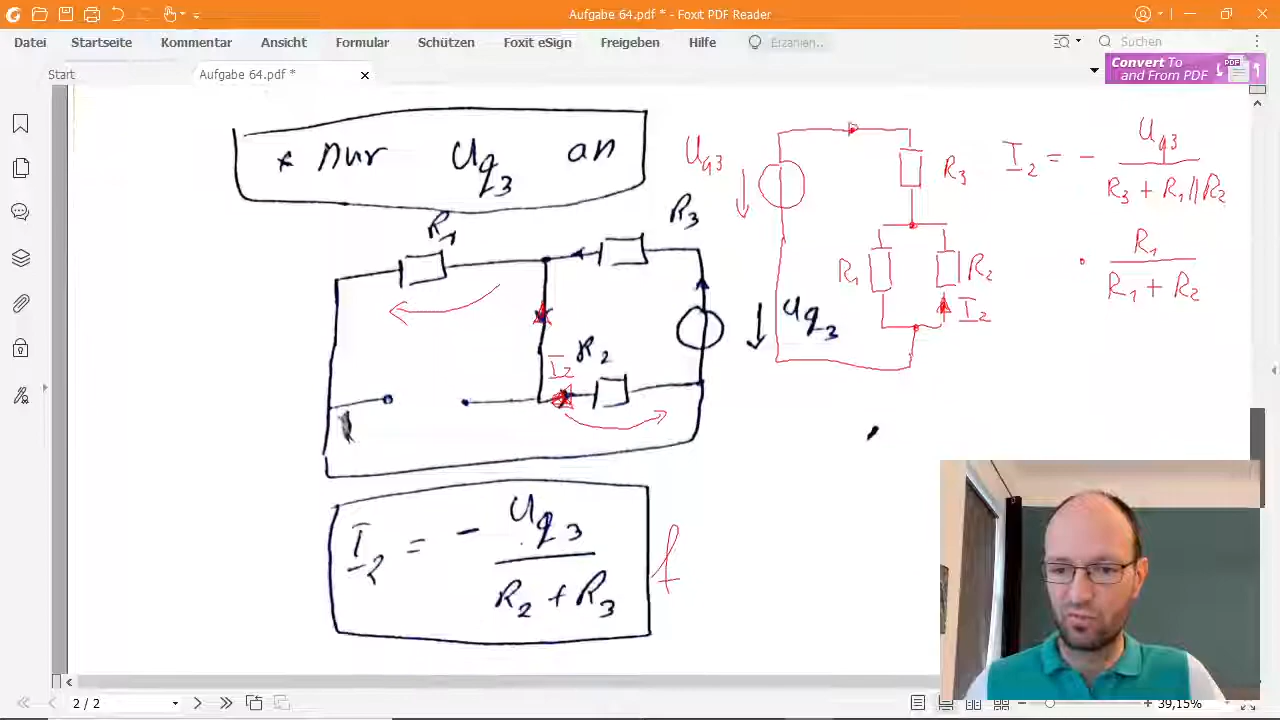 Aufgabe 64.pdf * - Foxit PDF Reader
Datei Startseite Kommentar Ansicht Formular Schützen Foxit eSign Freigeben Hilfe Erzählen... Suchen
Start Aufgabe 64.pdf *
Convert To
and From PDF
PDF
* nur Uq3 an
Uq3
R3
R1
R2
I2
I2 = - Uq3 / (R3 + R1//R2)
· R1 / (R1 + R2)
R1
R3
Uq3
R2
I2
I2 = - Uq3 / (R2 + R3)
f
2 / 2
39,15%